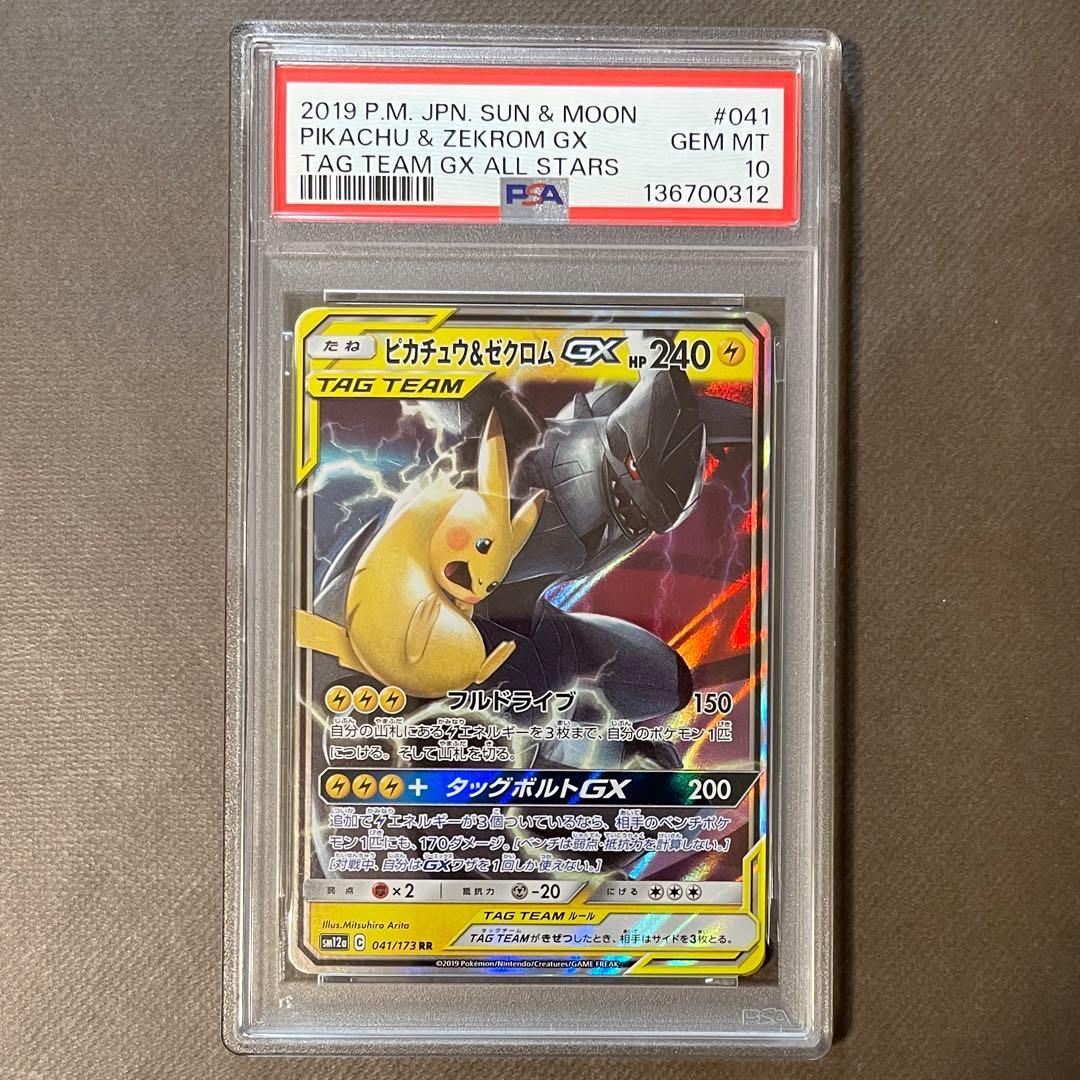 2019 P.M. JPN. SUN & MOON #041
PIKACHU & ZEKROM GX GEM MT
TAG TEAM GX ALL STARS 10
PSA 136700312
たね ピカチュウ&ゼクロムGX HP 240
TAG TEAM
フルドライブ 150
自分の山札にあるエネルギーを3枚まで、自分のポケモン1匹
につける。そして山札を切る。
+ タッグボルトGX 200
追加でエネルギーが3個ついているなら、相手のベンチポケ
モン1匹にも、170ダメージ。[ベンチは弱点・抵抗力を計算しない。]
[対戦中、自分はGXワザを1回しか使えない。]
弱点 ×2 抵抗力 -20 にげる
Illus.Mitsuhiro Arita
TAG TEAM ルール
TAG TEAMがきぜつしたとき、相手はサイドを3枚とる。
sm12a C 041/173 RR
©2019 Pokémon/Nintendo/Creatures/GAME FREAK.
PSA